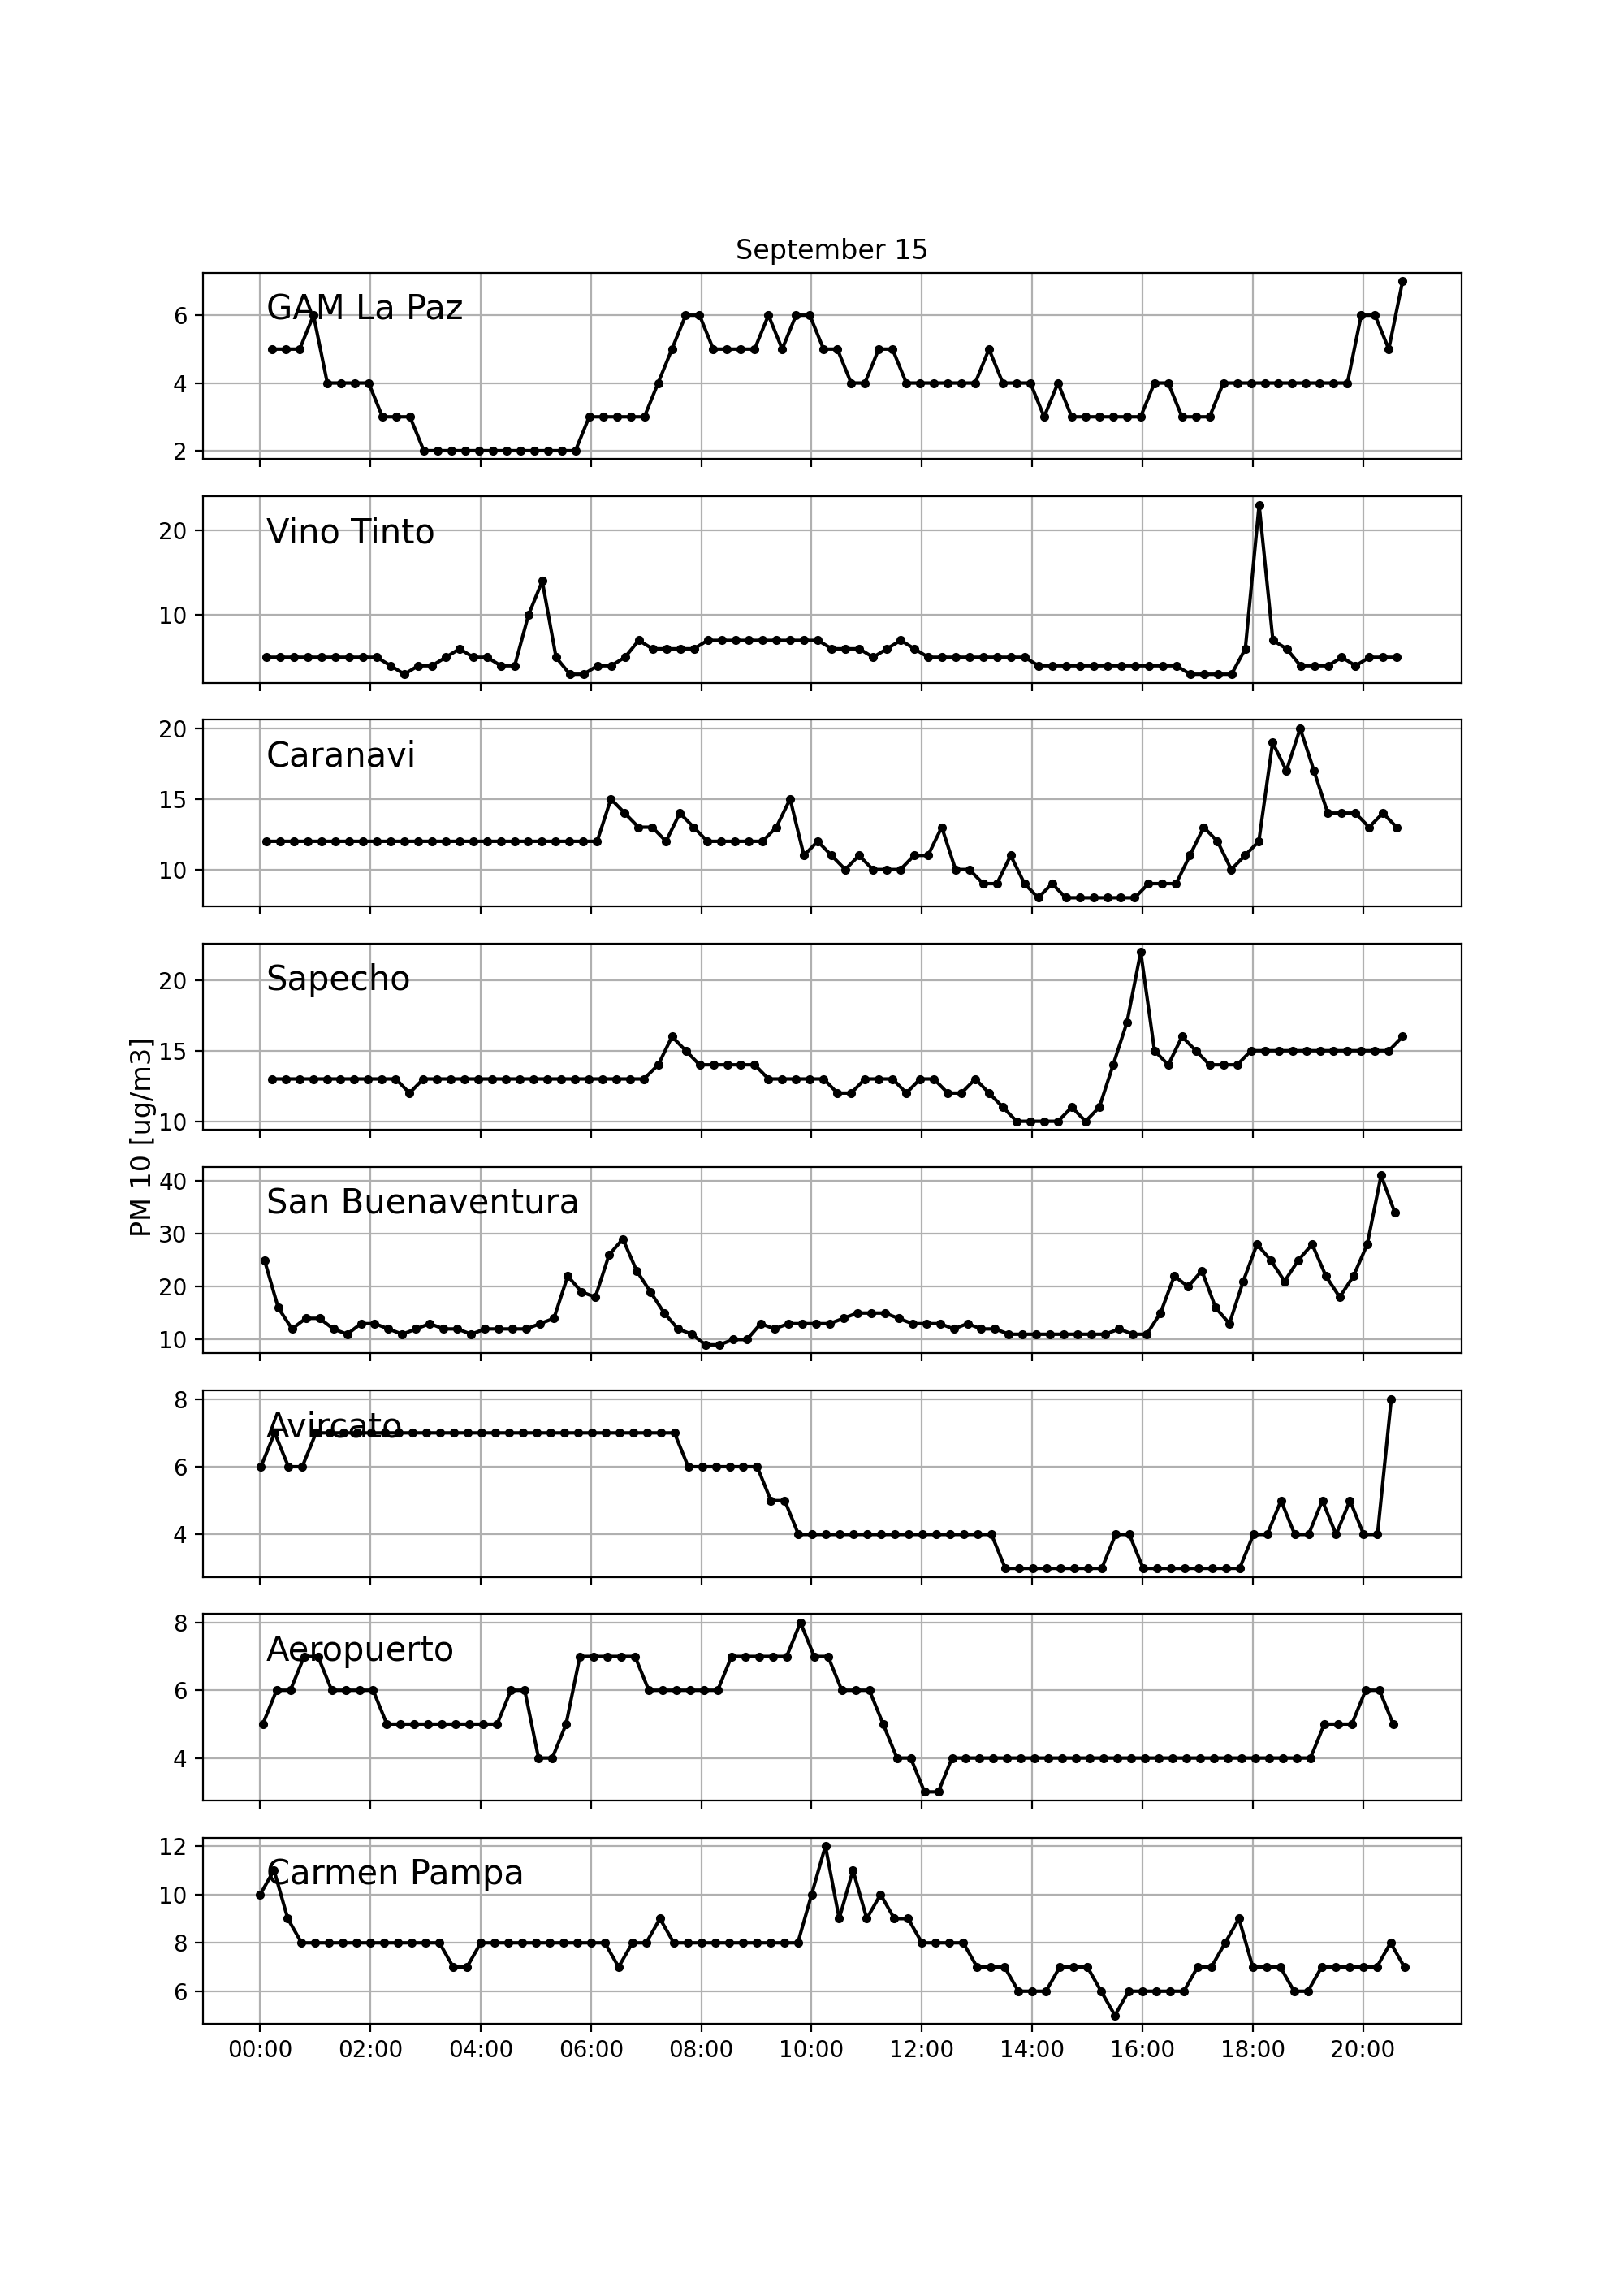 September 15
GAM La Paz
6
4
2
Vino Tinto
20
10
Caranavi
20
15
10
Sapecho
20
15
10
PM 10 [ug/m3]
San Buenaventura
40
30
20
10
Avircato
8
6
4
Aeropuerto
8
6
4
Carmen Pampa
12
10
8
6
00:00 02:00 04:00 06:00 08:00 10:00 12:00 14:00 16:00 18:00 20:00